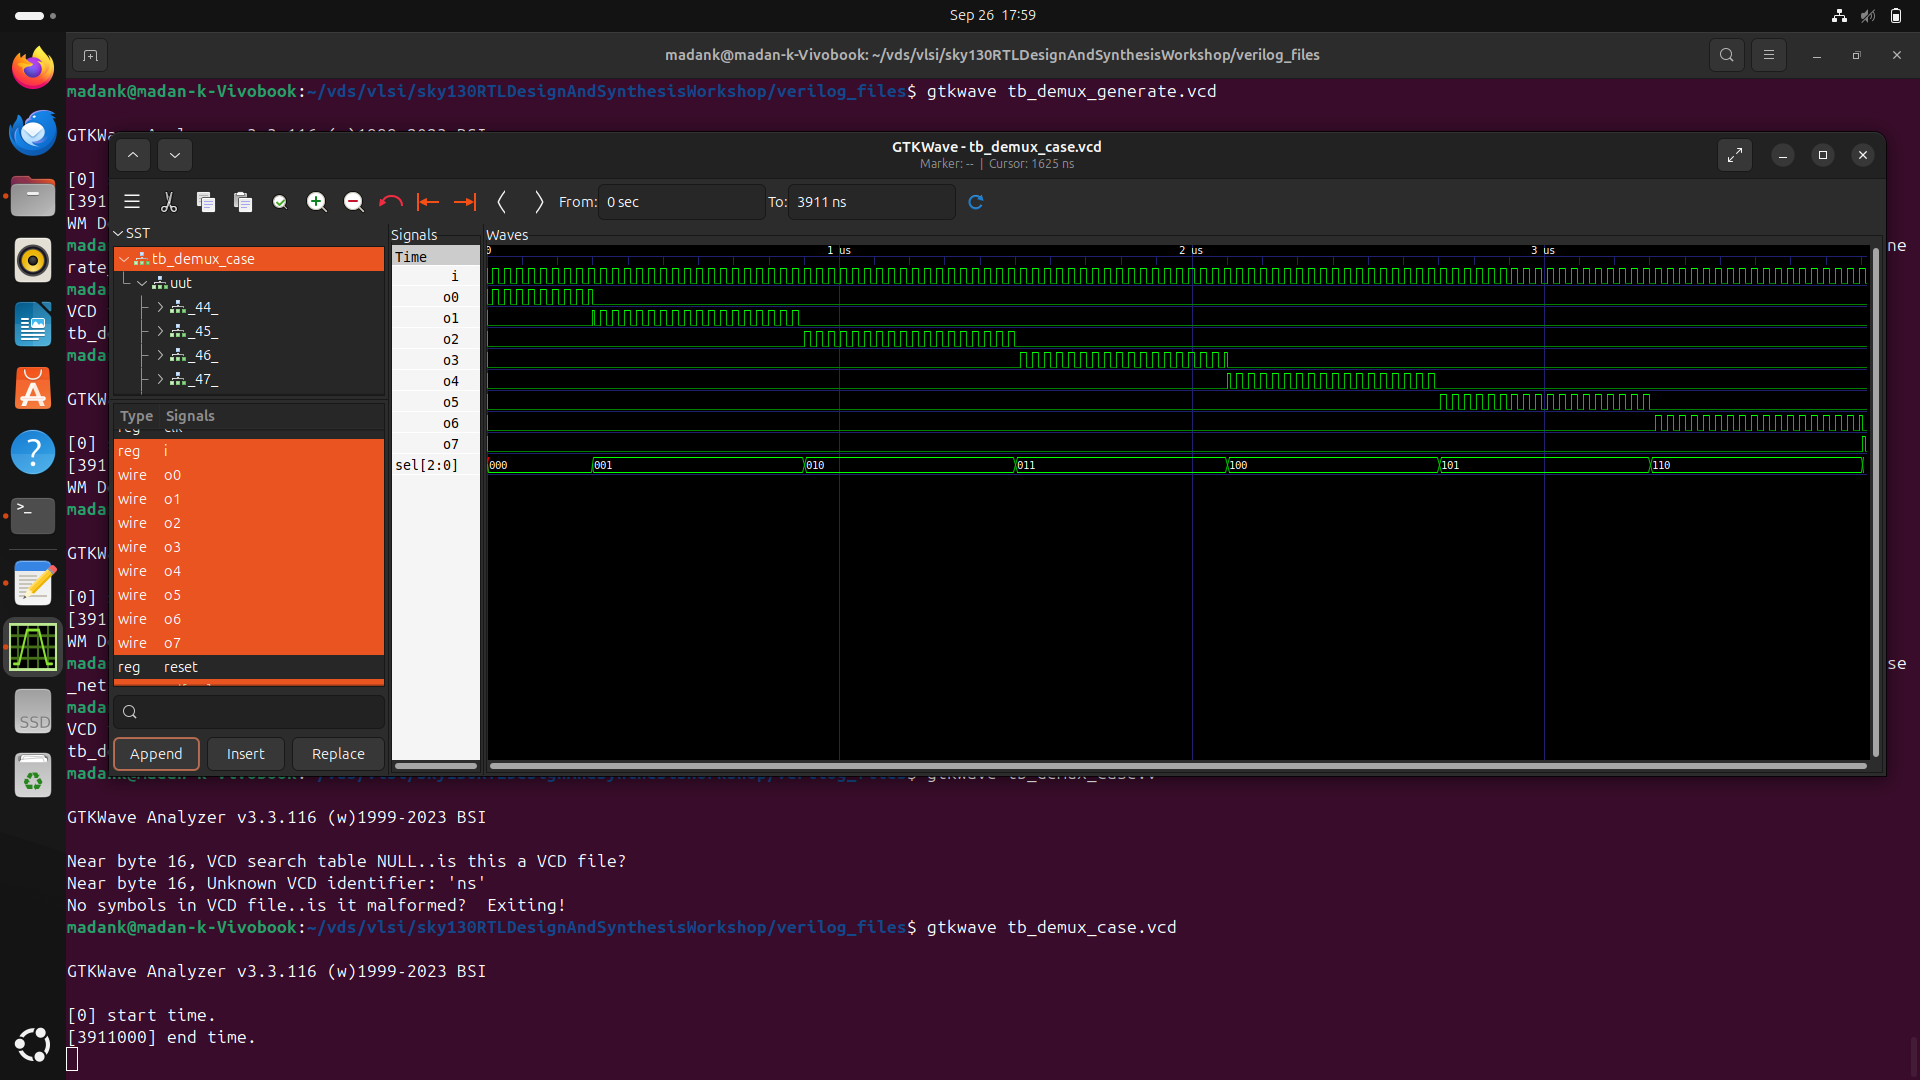 Sep 26 17:59
madank@madan-k-Vivobook: ~/vds/vlsi/sky130RTLDesignAndSynthesisWorkshop/verilog_files
madank@madan-k-Vivobook:~/vds/vlsi/sky130RTLDesignAndSynthesisWorkshop/verilog_files$ gtkwave tb_demux_generate.vcd
GTKWave - tb_demux_case.vcd
Marker: -- | Cursor: 1625 ns
From: 0 sec To: 3911 ns
SST
tb_demux_case
uut
_44_
_45_
_46_
_47_
Type Signals
reg i
wire o0
wire o1
wire o2
wire o3
wire o4
wire o5
wire o6
wire o7
reg reset
Append Insert Replace
Signals
Time
i
o0
o1
o2
o3
o4
o5
o6
o7
sel[2:0]
Waves
0 1 us 2 us 3 us
000 001 010 011 100 101 110
GTKW
[0]
[391
WM D
mada ne
rate_
mada
VCD
tb_d
mada
GTKW
[0]
[391
WM D
mada
GTKW
[0]
[391
WM D
mada se
_net
mada
VCD
tb_d
GTKWave Analyzer v3.3.116 (w)1999-2023 BSI
Near byte 16, VCD search table NULL..is this a VCD file?
Near byte 16, Unknown VCD identifier: 'ns'
No symbols in VCD file..is it malformed?  Exiting!
madank@madan-k-Vivobook:~/vds/vlsi/sky130RTLDesignAndSynthesisWorkshop/verilog_files$ gtkwave tb_demux_case.vcd
GTKWave Analyzer v3.3.116 (w)1999-2023 BSI
[0] start time.
[3911000] end time.
SSD